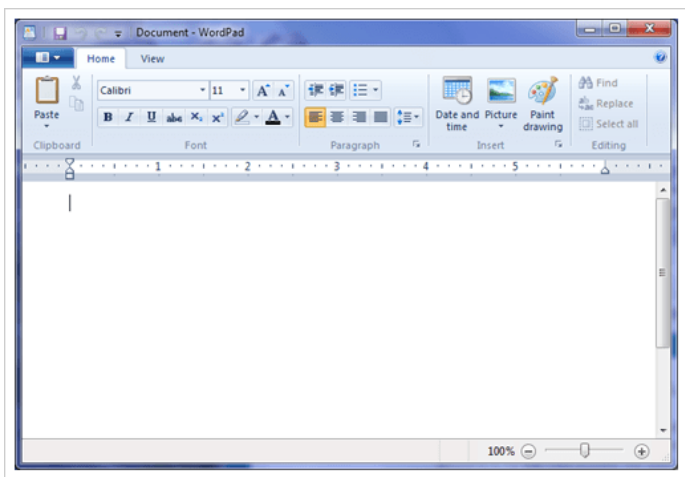 Document - WordPad
Home View
Calibri 11 A A
Paste
B I U abc X₂ X² A
Date and time
Picture
Paint drawing
Find
Replace
Select all
Clipboard Font Paragraph Insert Editing
1 2 3 4 5
100%